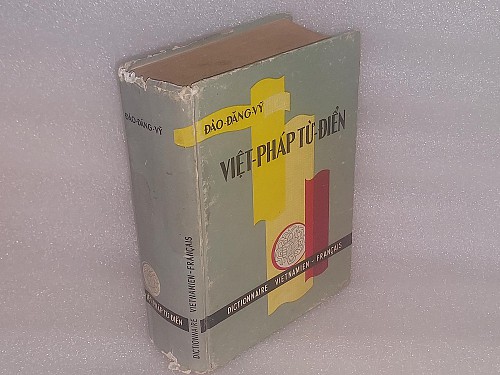 ĐÀO-ĐĂNG-VỸ
VIỆT-PHÁP TỪ-ĐIỂN
DICTIONNAIRE VIETNAMIEN-FRANÇAIS
ĐÀO-ĐĂNG-VỸ
VIỆT-PHÁP TỪ-ĐIỂN
DICTIONNAIRE VIETNAMIEN-FRANÇAIS